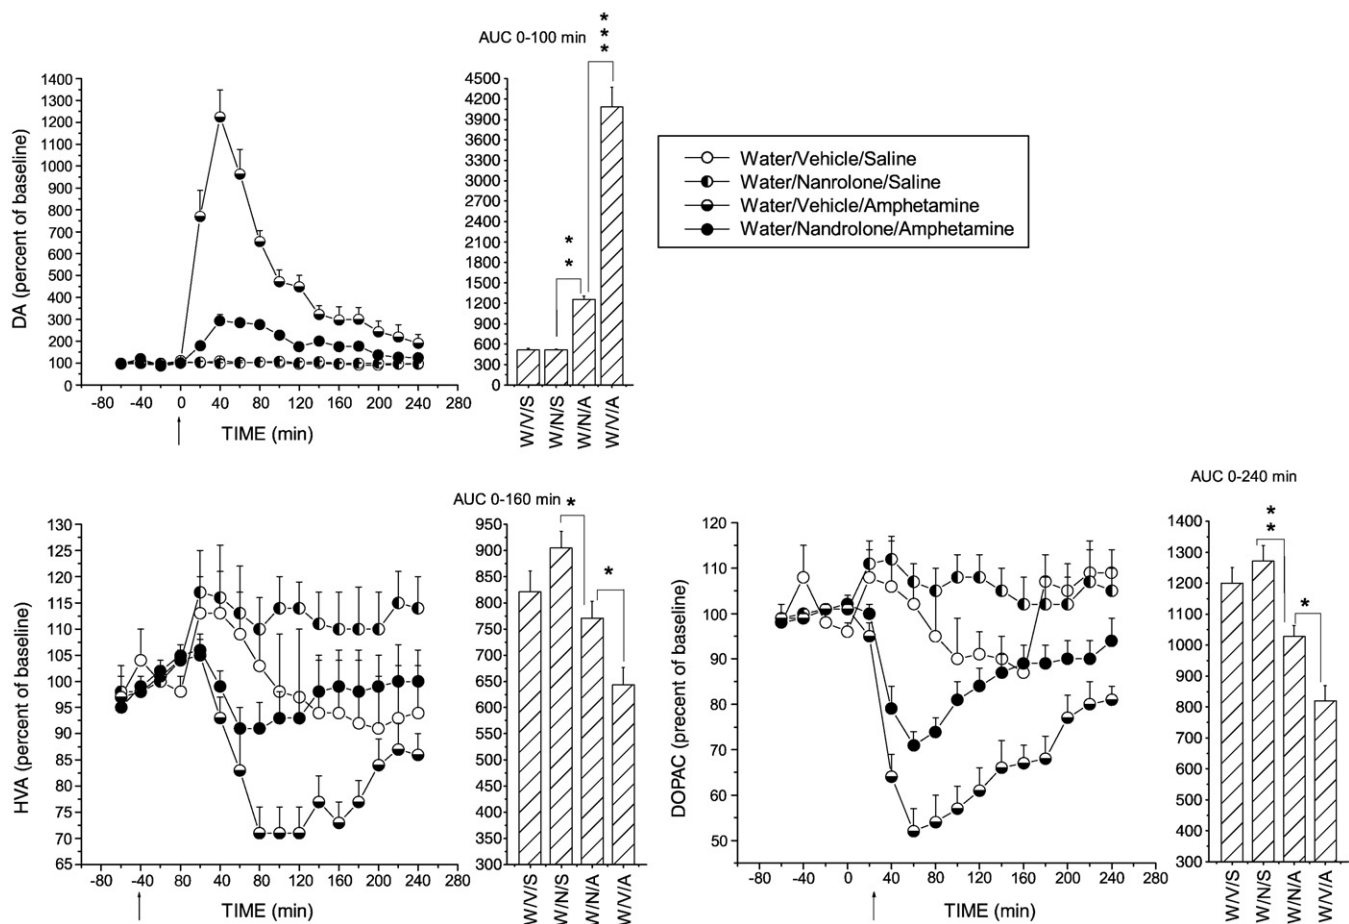 AUC 0-100 min
* * *
* *
DA (percent of baseline)
1400
1300
1200
1100
1000
900
800
700
600
500
400
300
200
100
0
-80 -40 0 40 80 120 160 200 240 280
TIME (min)
4500
4200
3900
3600
3300
3000
2700
2400
2100
1800
1500
1200
900
600
300
0
W/V/S
W/N/S
W/N/A
W/V/A
Water/Vehicle/Saline
Water/Nanrolone/Saline
Water/Vehicle/Amphetamine
Water/Nandrolone/Amphetamine
AUC 0-160 min
*
*
HVA (percent of baseline)
130
125
120
115
110
105
100
95
90
85
80
75
70
65
-80 -40 0 40 80 120 160 200 240 280
TIME (min)
950
900
850
800
750
700
650
600
550
500
450
400
350
300
W/V/S
W/N/S
W/N/A
W/V/A
AUC 0-240 min
* *
*
DOPAC (precent of baseline)
120
110
100
90
80
70
60
50
-80 -40 0 40 80 120 160 200 240 280
TIME (min)
1400
1300
1200
1100
1000
900
800
700
600
500
400
300
W/V/S
W/N/S
W/N/A
W/V/A